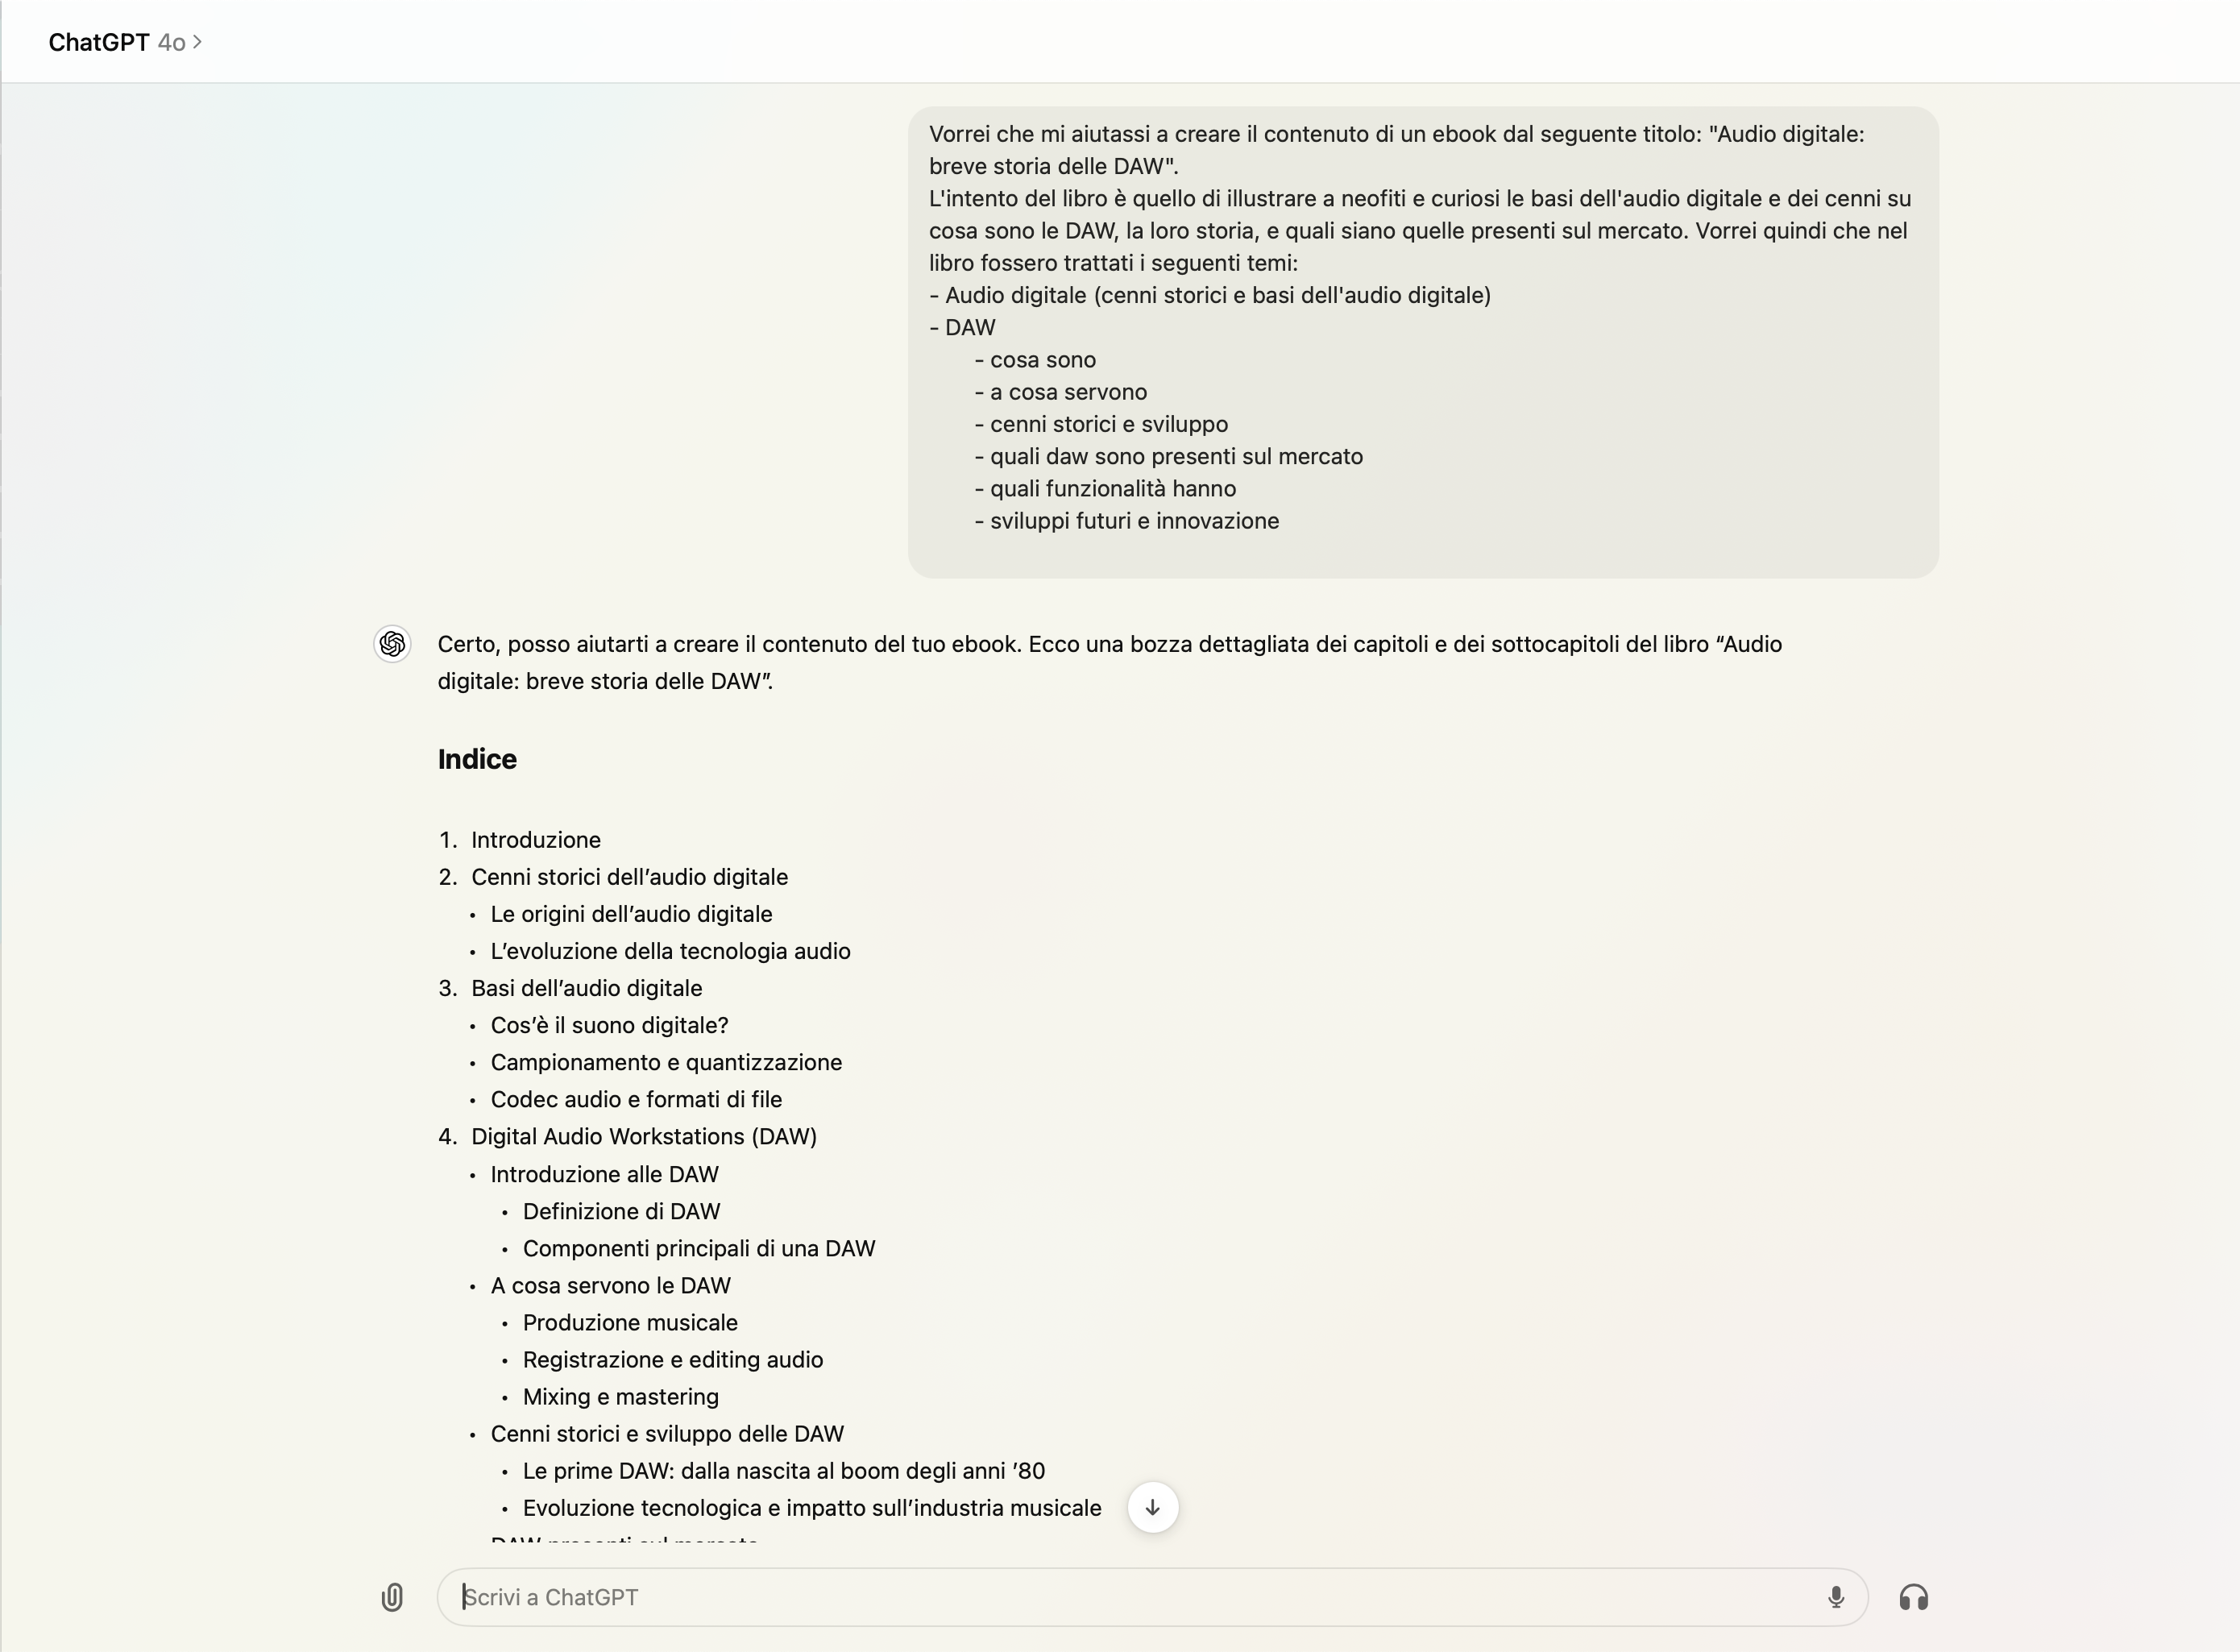 ChatGPT 4o >
Vorrei che mi aiutassi a creare il contenuto di un ebook dal seguente titolo: "Audio digitale:
breve storia delle DAW".
L'intento del libro è quello di illustrare a neofiti e curiosi le basi dell'audio digitale e dei cenni su
cosa sono le DAW, la loro storia, e quali siano quelle presenti sul mercato. Vorrei quindi che nel
libro fossero trattati i seguenti temi:
- Audio digitale (cenni storici e basi dell'audio digitale)
- DAW
- cosa sono
- a cosa servono
- cenni storici e sviluppo
- quali daw sono presenti sul mercato
- quali funzionalità hanno
- sviluppi futuri e innovazione
Certo, posso aiutarti a creare il contenuto del tuo ebook. Ecco una bozza dettagliata dei capitoli e dei sottocapitoli del libro “Audio
digitale: breve storia delle DAW”.
Indice
1. Introduzione
2. Cenni storici dell’audio digitale
• Le origini dell’audio digitale
• L’evoluzione della tecnologia audio
3. Basi dell’audio digitale
• Cos’è il suono digitale?
• Campionamento e quantizzazione
• Codec audio e formati di file
4. Digital Audio Workstations (DAW)
• Introduzione alle DAW
• Definizione di DAW
• Componenti principali di una DAW
• A cosa servono le DAW
• Produzione musicale
• Registrazione e editing audio
• Mixing e mastering
• Cenni storici e sviluppo delle DAW
• Le prime DAW: dalla nascita al boom degli anni ’80
• Evoluzione tecnologica e impatto sull’industria musicale
DAW presenti sul mercato
Scrivi a ChatGPT